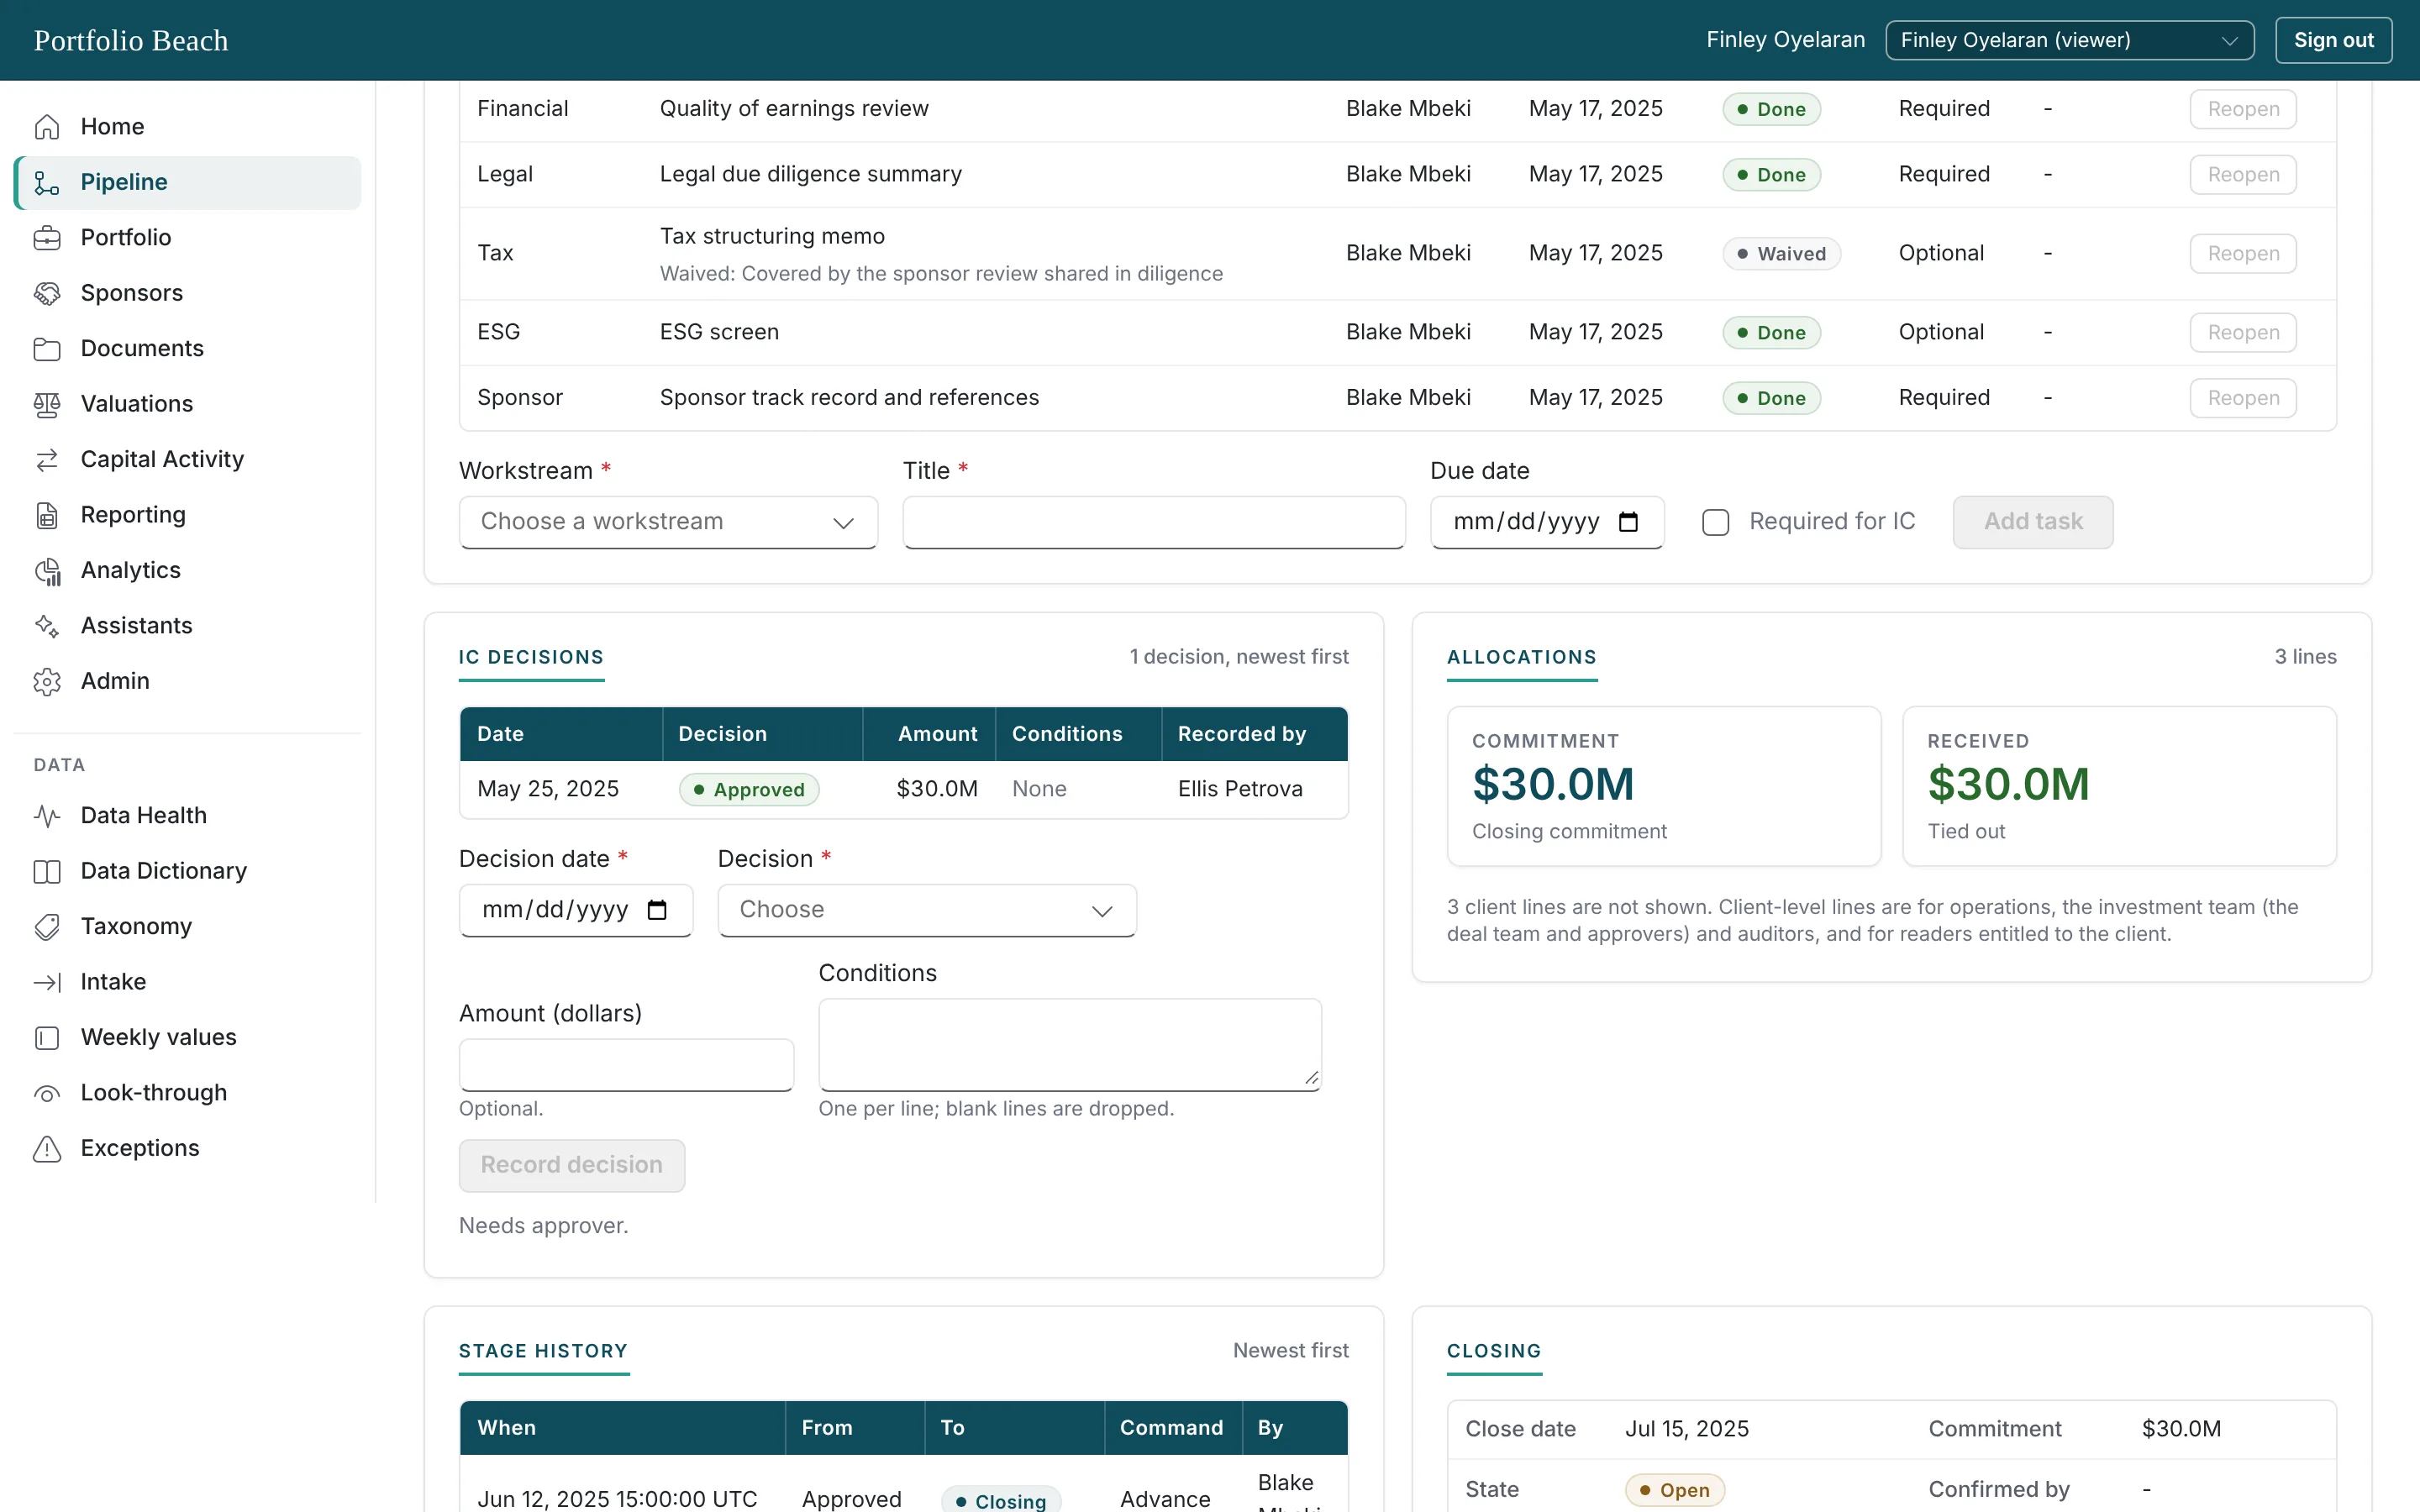 Portfolio Beach
Finley Oyelaran
Finley Oyelaran (viewer)
Sign out
Home
Pipeline
Portfolio
Sponsors
Documents
Valuations
Capital Activity
Reporting
Analytics
Assistants
Admin
DATA
Data Health
Data Dictionary
Taxonomy
Intake
Weekly values
Look-through
Exceptions
Financial Quality of earnings review Blake Mbeki May 17, 2025 Done Required - Reopen
Legal Legal due diligence summary Blake Mbeki May 17, 2025 Done Required - Reopen
Tax Tax structuring memo Blake Mbeki May 17, 2025 Waived Optional - Reopen
Waived: Covered by the sponsor review shared in diligence
ESG ESG screen Blake Mbeki May 17, 2025 Done Optional - Reopen
Sponsor Sponsor track record and references Blake Mbeki May 17, 2025 Done Required - Reopen
Workstream * Title * Due date
Choose a workstream mm/dd/yyyy Required for IC Add task
IC DECISIONS 1 decision, newest first
Date Decision Amount Conditions Recorded by
May 25, 2025 Approved $30.0M None Ellis Petrova
Decision date * Decision *
mm/dd/yyyy Choose
Amount (dollars) Conditions
Optional. One per line; blank lines are dropped.
Record decision
Needs approver.
ALLOCATIONS 3 lines
COMMITMENT
$30.0M
Closing commitment
RECEIVED
$30.0M
Tied out
3 client lines are not shown. Client-level lines are for operations, the investment team (the
deal team and approvers) and auditors, and for readers entitled to the client.
STAGE HISTORY Newest first
When From To Command By
Jun 12, 2025 15:00:00 UTC Approved Closing Advance Blake
CLOSING
Close date Jul 15, 2025 Commitment $30.0M
State Open Confirmed by -